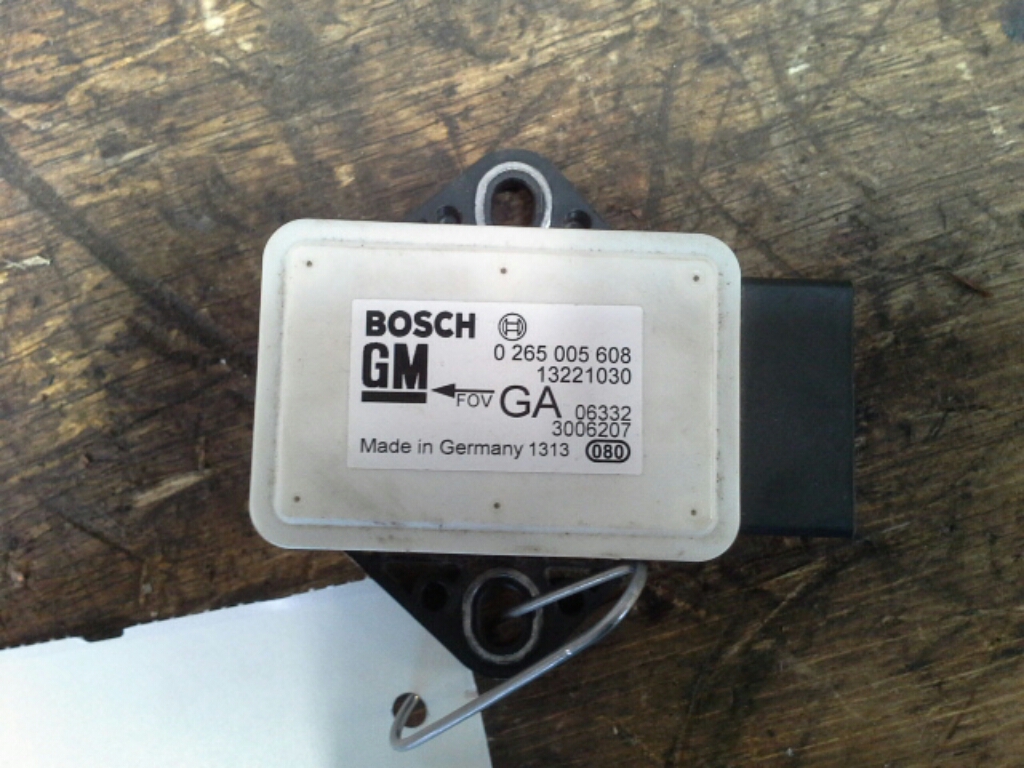 BOSCH
0 265 005 608
GM
13221030
FOV GA 06332
3006207
Made in Germany 1313 080